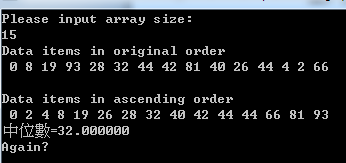 Please input array size:
15
Data items in original order
0 8 19 93 28 32 44 42 81 40 26 44 4 2 66
Data items in ascending order
0 2 4 8 19 26 28 32 40 42 44 44 66 81 93
中位數=32.000000
Again?